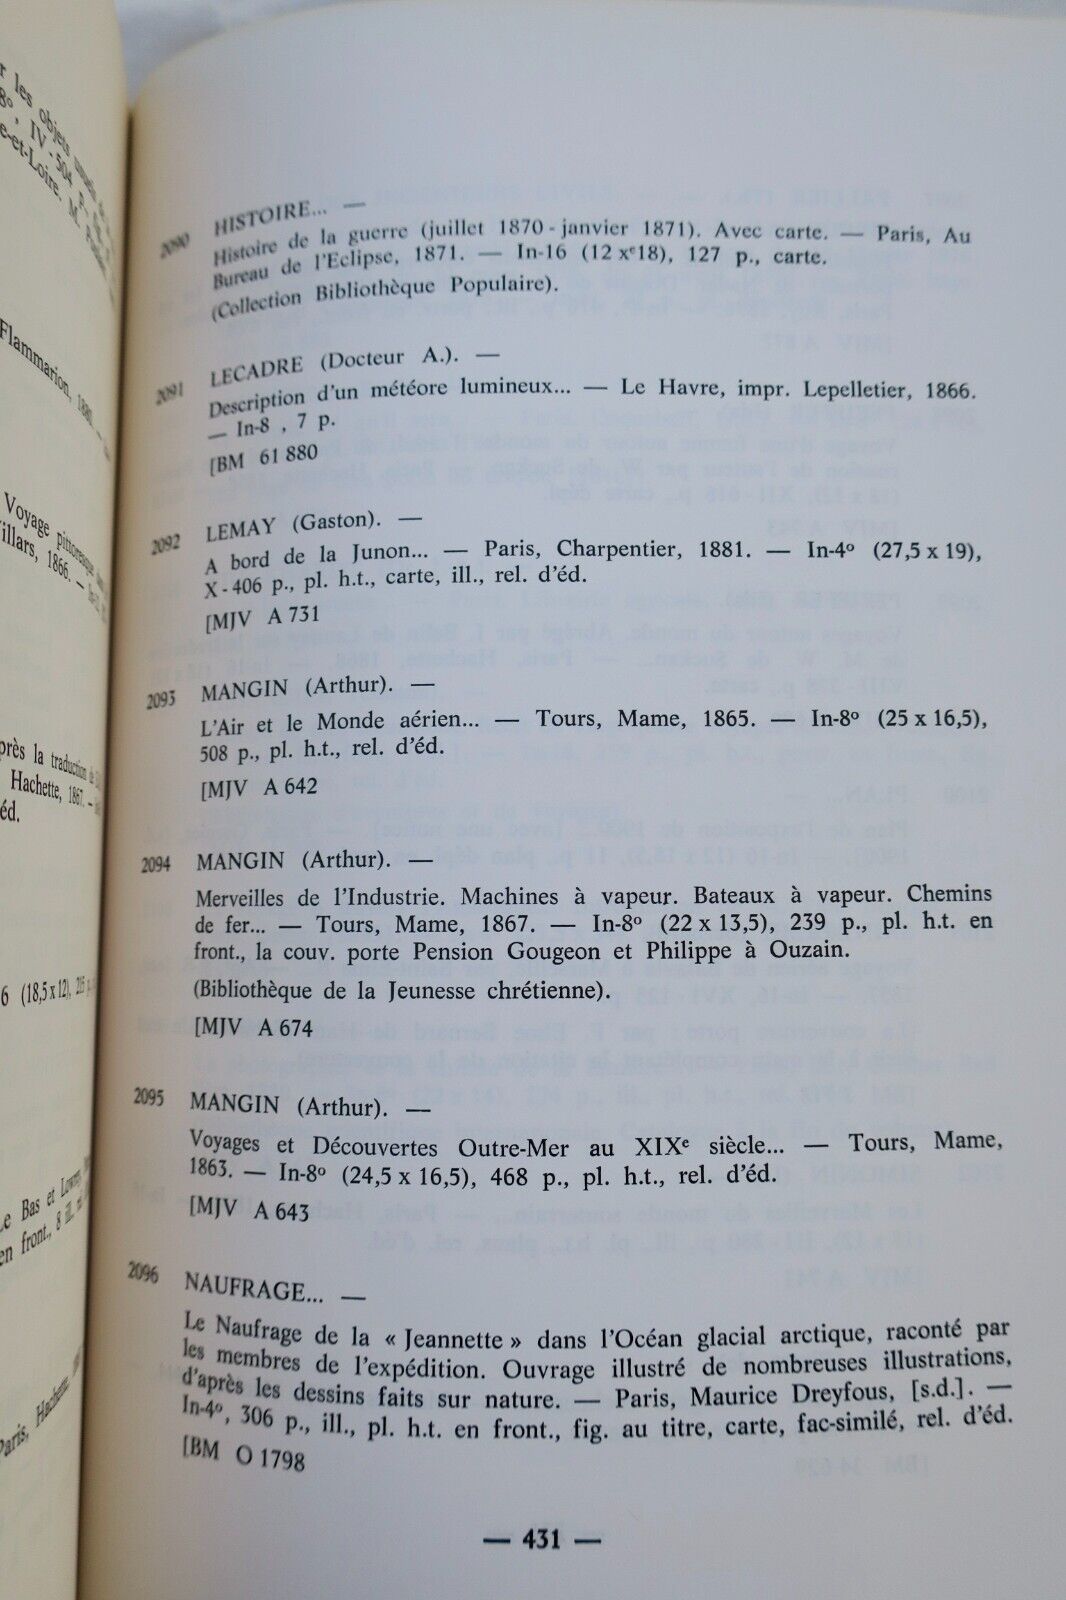 2090 HISTOIRE... —
Histoire de la guerre (juillet 1870 - janvier 1871). Avec carte. — Paris, Au
Bureau de l'Eclipse, 1871. — In-16 (12 xe 18), 127 p., carte.
(Collection Bibliothèque Populaire).
2091 LECADRE (Docteur A.). —
Description d'un météore lumineux... — Le Havre, impr. Lepelletier, 1866.
— In-8 , 7 p.
[BM 61 880
2092 LEMAY (Gaston). —
A bord de la Junon... — Paris, Charpentier, 1881. — In-4º (27,5 x 19),
X - 406 p., pl. h.t., carte, ill., rel. d'éd.
[MJV A 731
2093 MANGIN (Arthur). —
L'Air et le Monde aérien... — Tours, Mame, 1865. — In-8º (25 x 16,5),
508 p., pl. h.t., rel. d'éd.
[MJV A 642
2094 MANGIN (Arthur). —
Merveilles de l'Industrie. Machines à vapeur. Bateaux à vapeur. Chemins
de fer... — Tours, Mame, 1867. — In-8º (22 x 13,5), 239 p., pl. h.t. en
front., la couv. porte Pension Gougeon et Philippe à Ouzain.
(Bibliothèque de la Jeunesse chrétienne).
[MJV A 674
2095 MANGIN (Arthur). —
Voyages et Découvertes Outre-Mer au XIXe siècle... — Tours, Mame,
1863. — In-8º (24,5 x 16,5), 468 p., pl. h.t., rel. d'éd.
[MJV A 643
2096 NAUFRAGE... —
Le Naufrage de la « Jeannette » dans l'Océan glacial arctique, raconté par
les membres de l'expédition. Ouvrage illustré de nombreuses illustrations,
d'après les dessins faits sur nature. — Paris, Maurice Dreyfous, [s.d.]. —
In-4º, 306 p., ill., pl. h.t. en front., fig. au titre, carte, fac-similé, rel. d'éd.
[BM O 1798
— 431 —